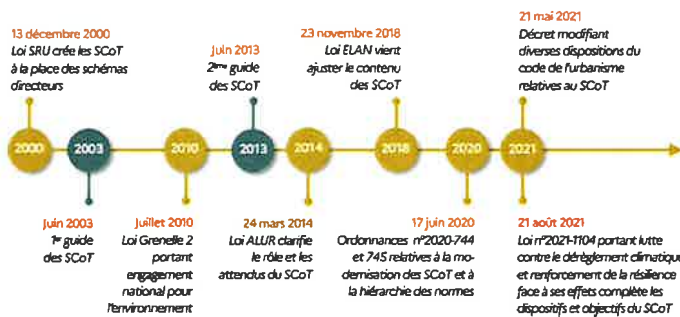 13 décembre 2000
Loi SRU crée les SCoT
à la place des schémas
directeurs
Juin 2013
2ème guide
des SCoT
23 novembre 2018
Loi ELAN vient
ajuster le contenu
des SCoT
21 mai 2021
Décret modifiant
diverses dispositions du
code de l'urbanisme
relatives au SCoT
2000
2003
2010
2013
2014
2018
2020
2021
Juin 2003
1er guide
des SCoT
Juillet 2010
Loi Grenelle 2
portant
engagement
national pour
l'environnement
24 mars 2014
Loi ALUR clarifie
le rôle et les
attendus du SCoT
17 juin 2020
Ordonnances n°2020-744
et 745 relatives à la mo-
dernisation des SCoT et à
la hiérarchie des normes
21 août 2021
Loi n°2021-1104 portant lutte
contre le dérèglement climatique
et renforcement de la résilience
face à ses effets complète les
dispositifs et objectifs du SCoT